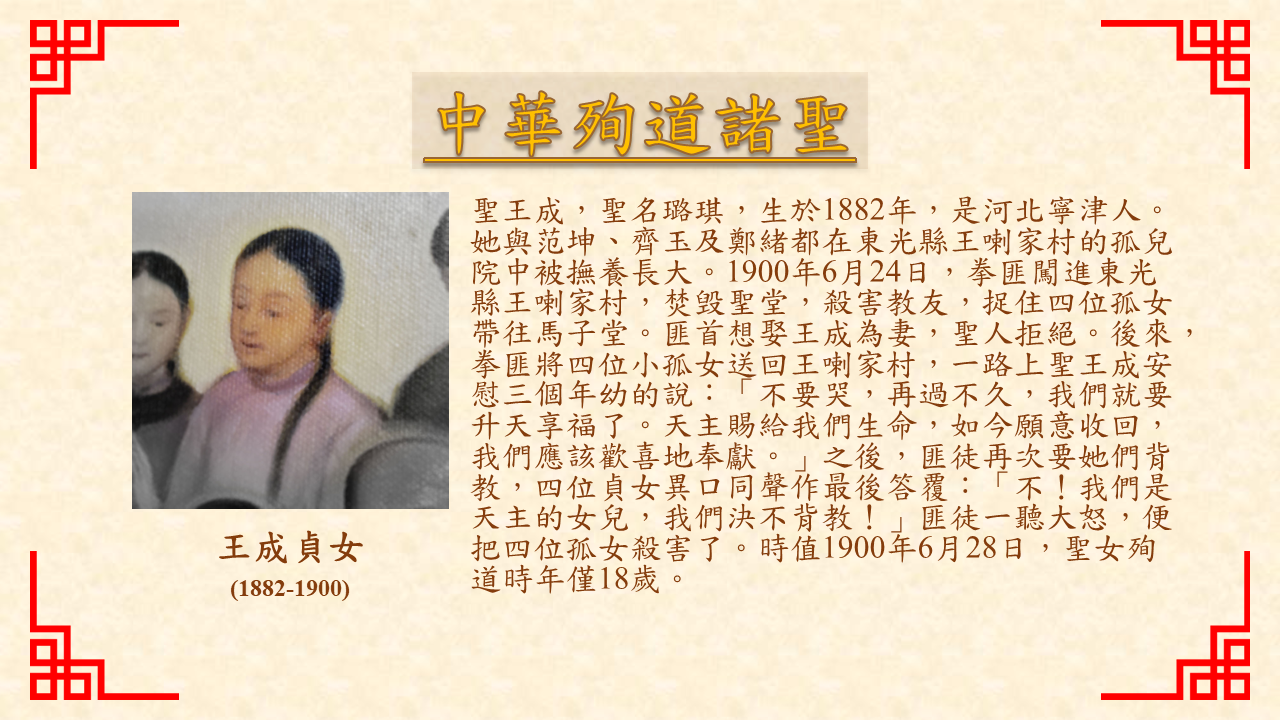 中華殉道諸聖
聖王成，聖名璐琪，生於1882年，是河北寧津人。
她與范坤、齊玉及鄭緒都在東光縣王喇家村的孤兒
院中被撫養長大。1900年6月24日，拳匪闖進東光
縣王喇家村，焚毀聖堂，殺害教友，捉住四位孤女
帶往馬子堂。匪首想娶王成為妻，聖人拒絕。後來，
拳匪將四位小孤女送回王喇家村，一路上聖王成安
慰三個年幼的說：「不要哭，再過不久，我們就要
升天享福了。天主賜給我們生命，如今願意收回，
我們應該歡喜地奉獻。」之後，匪徒再次要她們背
教，四位貞女異口同聲作最後答覆：「不！我們是
天主的女兒，我們決不背教！」匪徒一聽大怒，便
把四位孤女殺害了。時值1900年6月28日，聖女殉
道時年僅18歲。
王成貞女
(1882-1900)